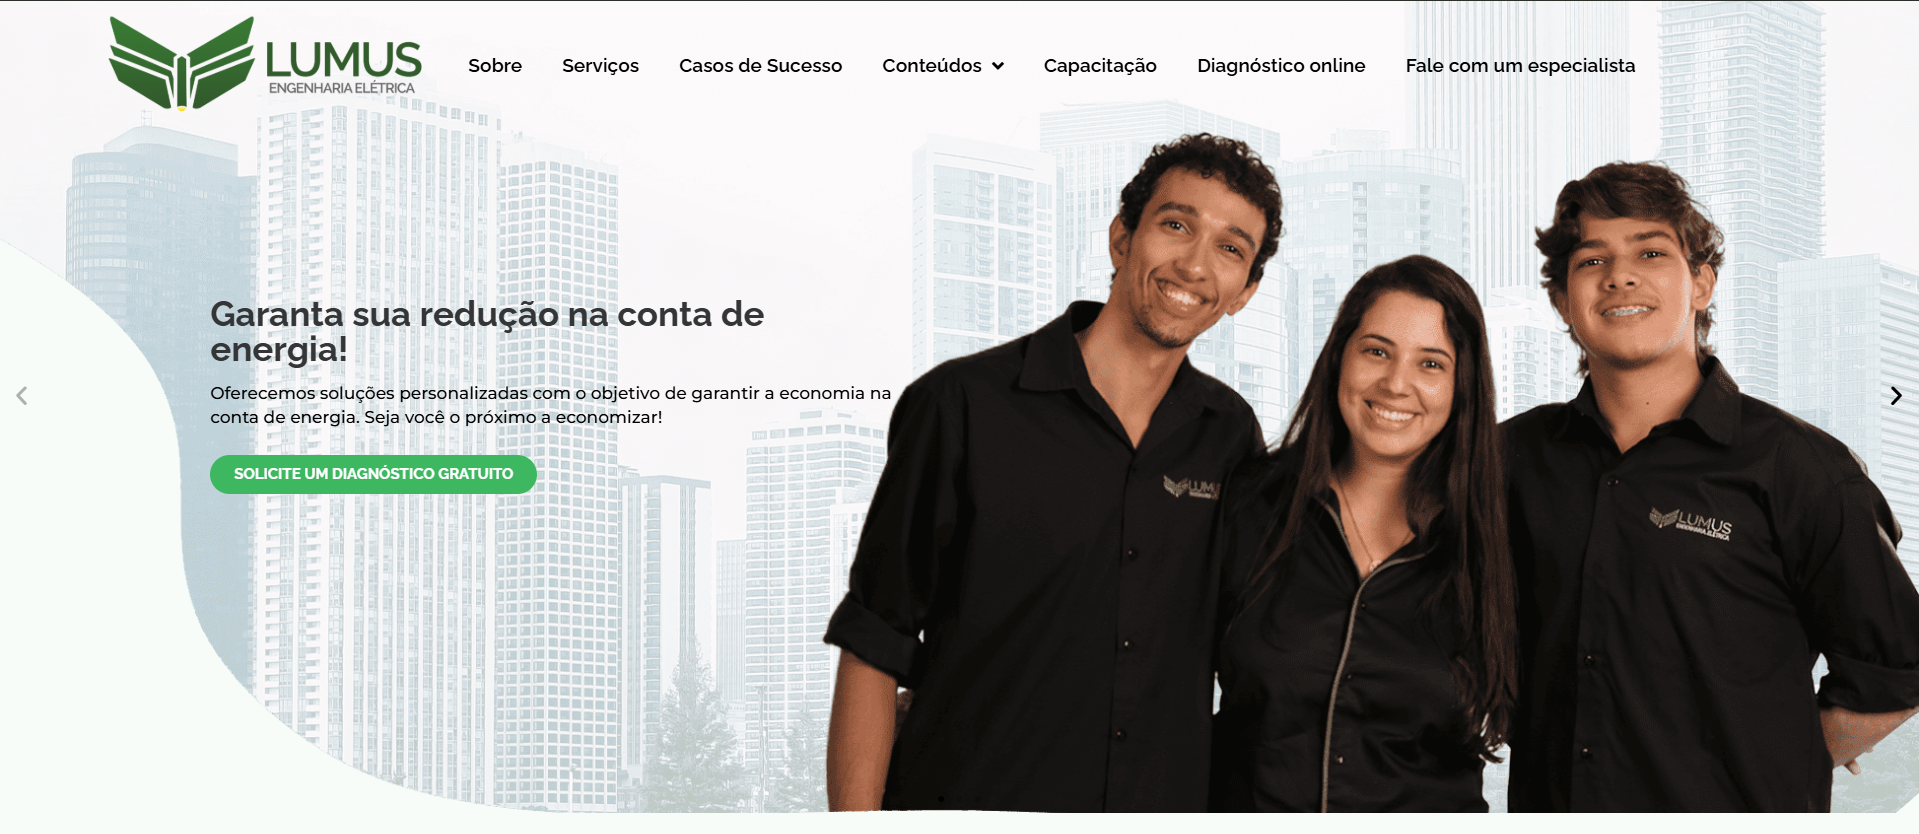 LUMUS
ENGENHARIA ELÉTRICA
Sobre
Serviços
Casos de Sucesso
Conteúdos
Capacitação
Diagnóstico online
Fale com um especialista
Garanta sua redução na conta de
energia!
Oferecemos soluções personalizadas com o objetivo de garantir a economia na
conta de energia. Seja você o próximo a economizar!
SOLICITE UM DIAGNÓSTICO GRATUITO
LUMUS
LUMUS
ENGENHARIA ELÉTRICA